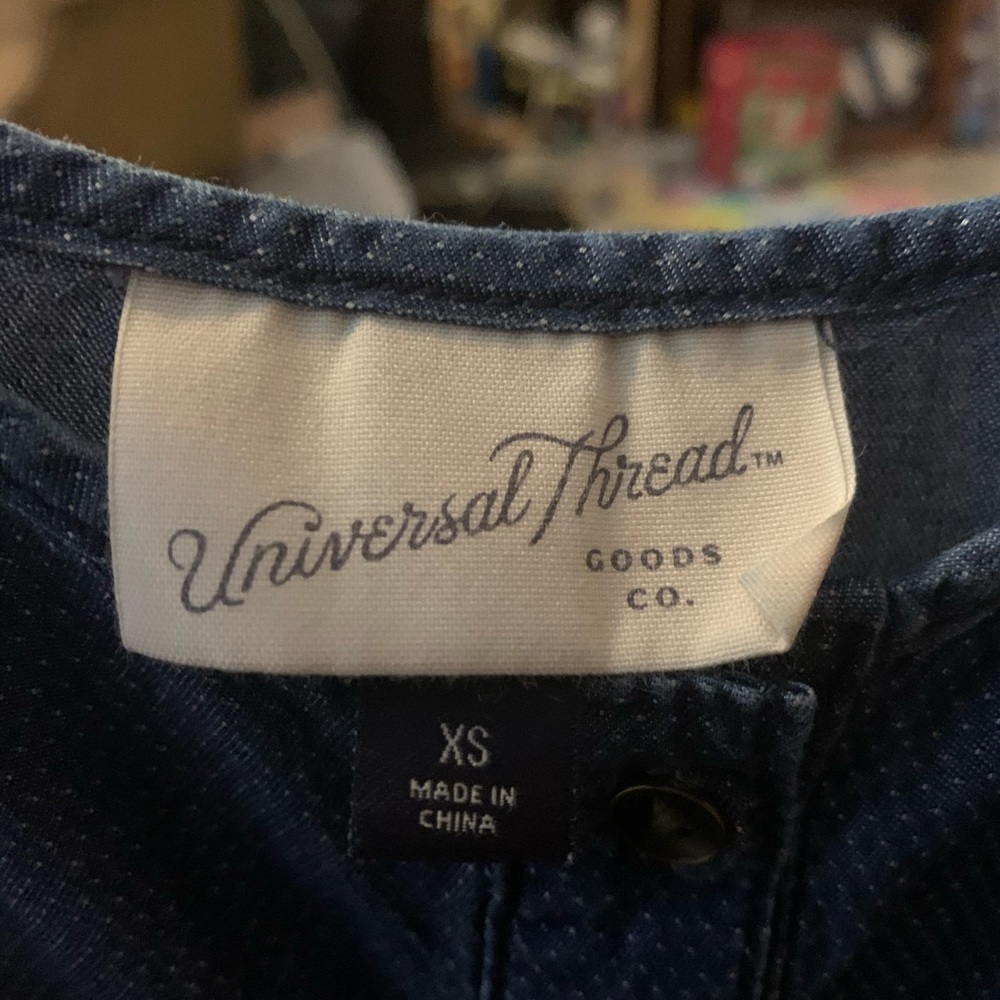 Universal Thread™
GOODS
CO.
XS
MADE IN
CHINA